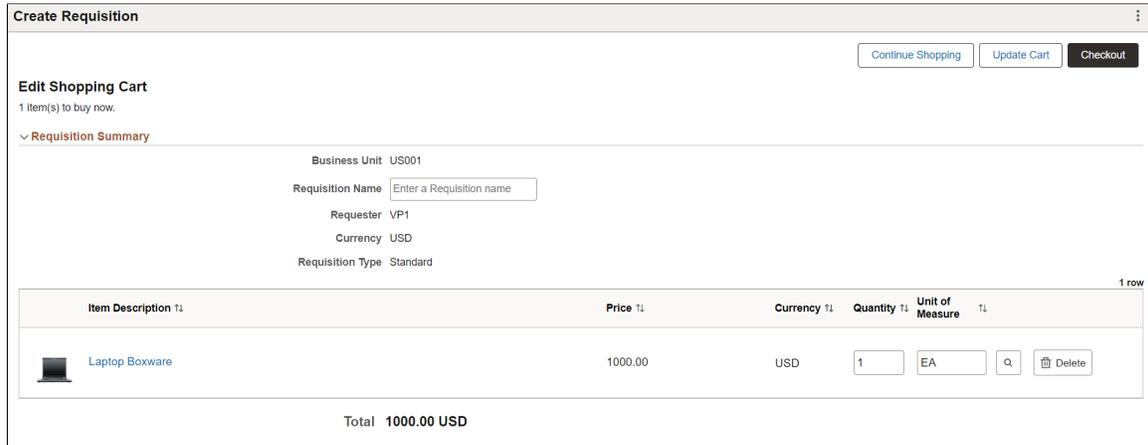 Create Requisition
Continue Shopping Update Cart Checkout
Edit Shopping Cart
1 item(s) to buy now.
Requisition Summary
Business Unit US001
Requisition Name Enter a Requisition name
Requester VP1
Currency USD
Requisition Type Standard
1 row
Item Description Price Currency Quantity Unit of Measure
Laptop Boxware 1000.00 USD 1 EA Delete
Total 1000.00 USD